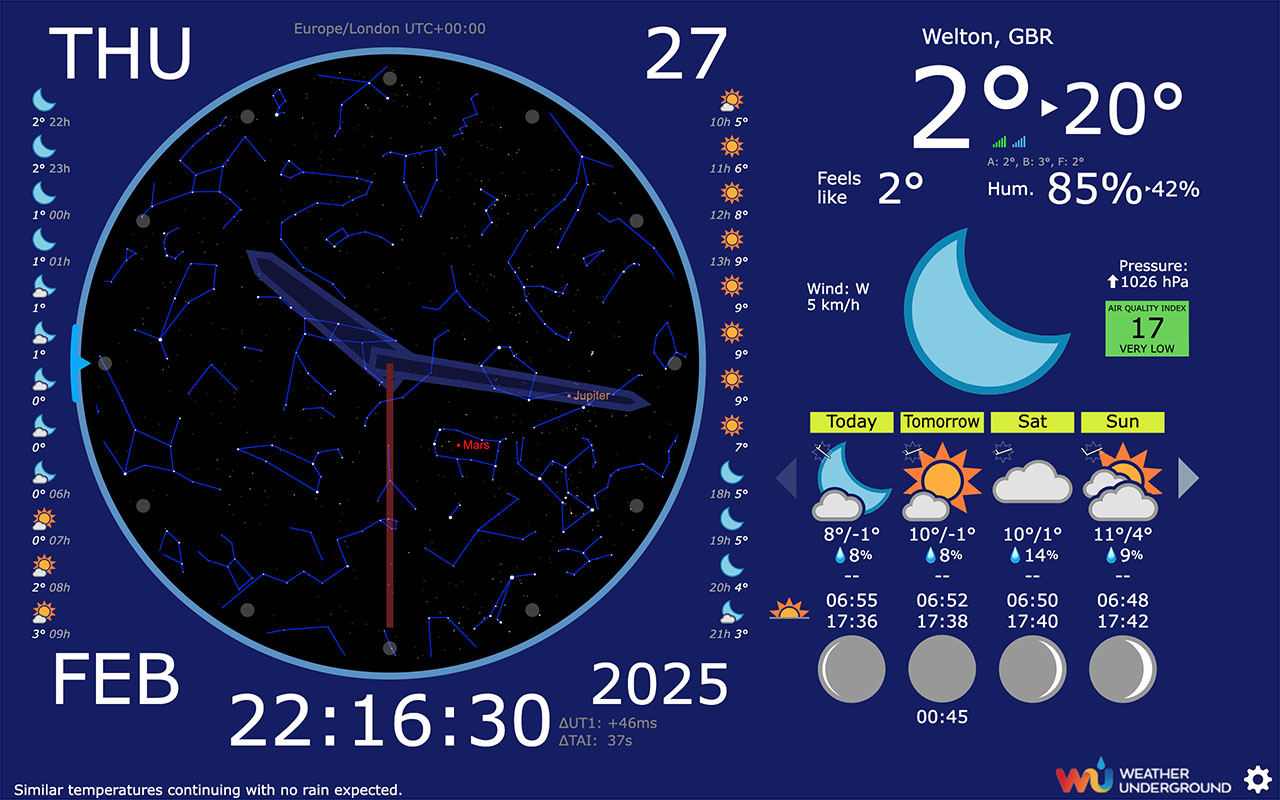 THU
Europe/London UTC+00:00
27
2° 22h
2° 23h
1° 00h
1° 01h
1°
1°
0°
0°
0° 06h
0° 07h
2° 08h
3° 09h
Jupiter
Mars
10h 5°
11h 6°
12h 8°
13h 9°
9°
9°
9°
7°
18h 5°
19h 5°
20h 4°
21h 3°
FEB
22:16:30
2025
ΔUT1: +46ms
ΔTAI: 37s
Similar temperatures continuing with no rain expected.
Welton, GBR
2° 20°
A: 2°, B: 3°, F: 2°
Feels
like 2°
Hum. 85% 42%
Wind: W
5 km/h
Pressure:
1026 hPa
AIR QUALITY INDEX
17
VERY LOW
Today Tomorrow Sat Sun
8°/-1° 10°/-1° 10°/1° 11°/4°
8% 8% 14% 9%
-- -- -- --
06:55 06:52 06:50 06:48
17:36 17:38 17:40 17:42
00:45
WU WEATHER
UNDERGROUND